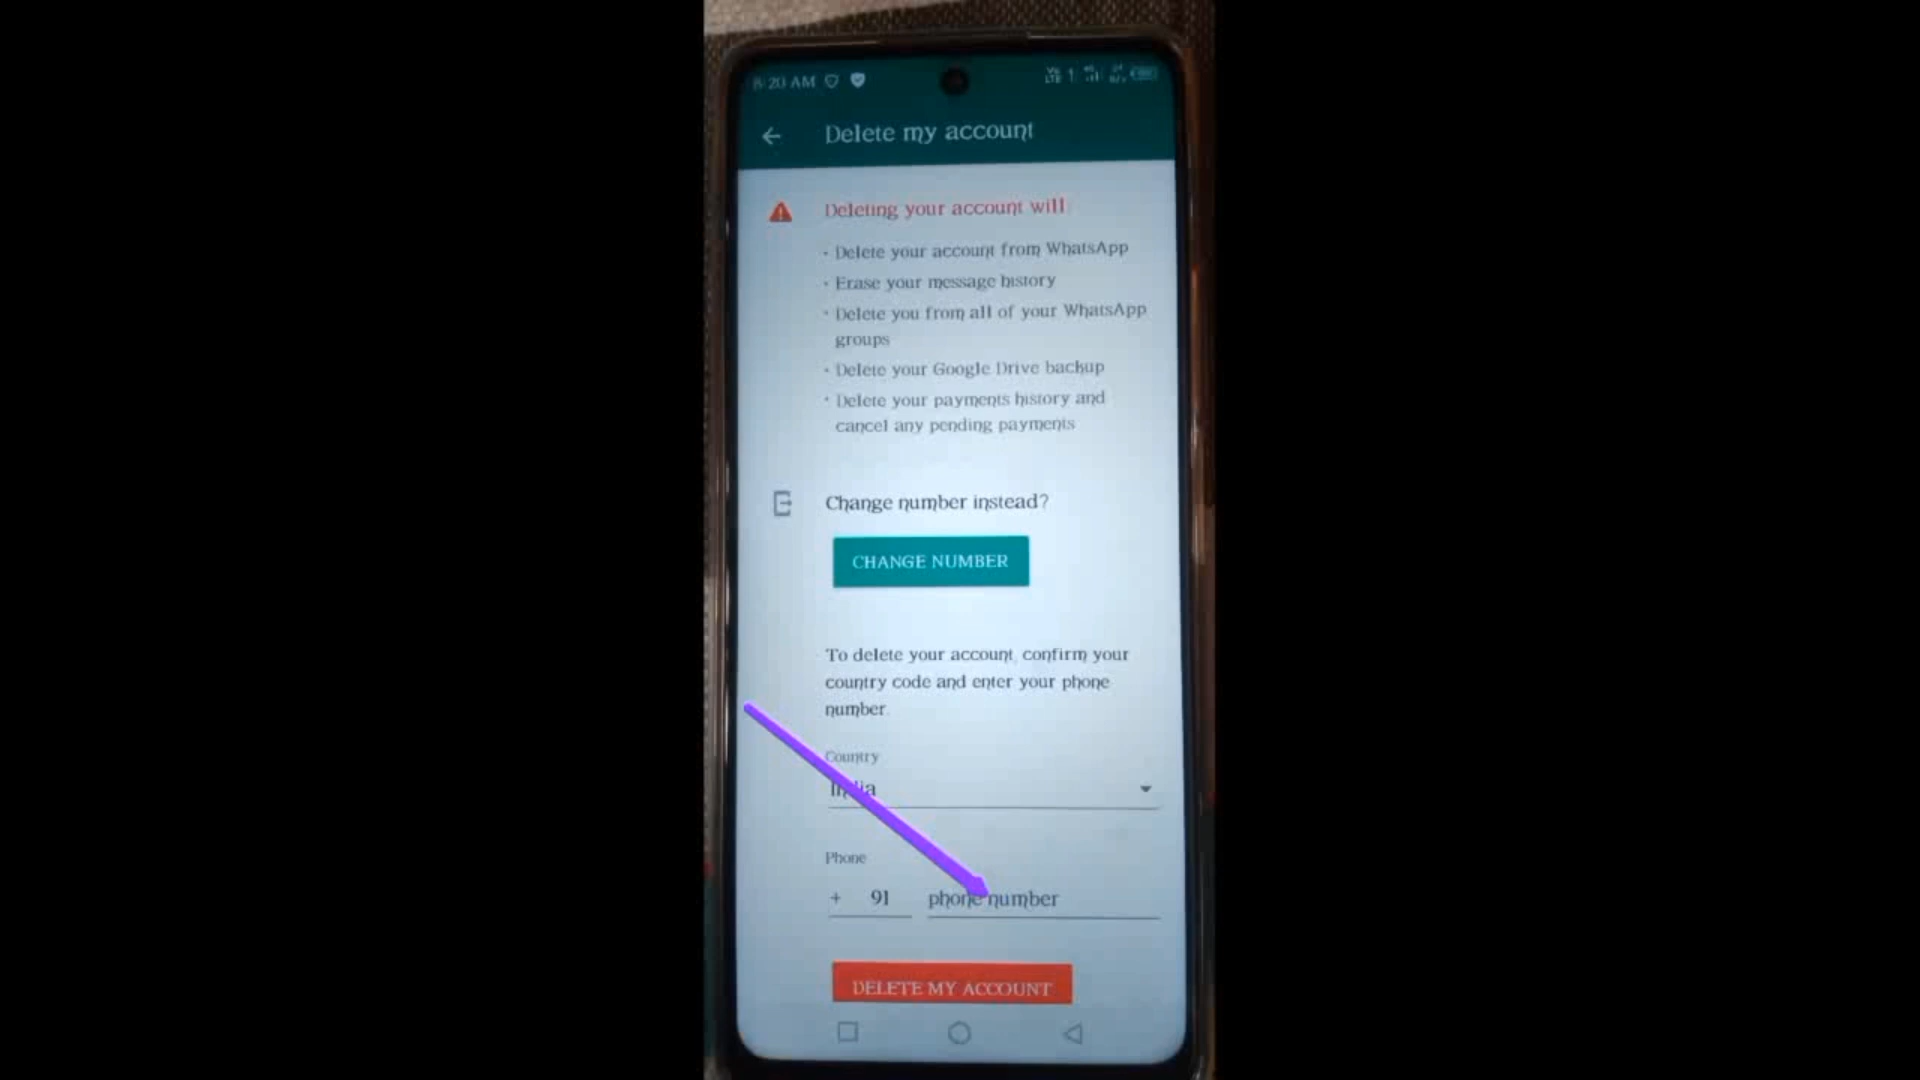 8:20 AM
Delete my account
Deleting your account will
• Delete your account from WhatsApp
• Erase your message history
• Delete you from all of your WhatsApp
groups
• Delete your Google Drive backup
• Delete your payments history and
cancel any pending payments
Change number instead?
CHANGE NUMBER
To delete your account, confirm your
country code and enter your phone
number.
Country
India
Phone
+ 91 phone number
DELETE MY ACCOUNT